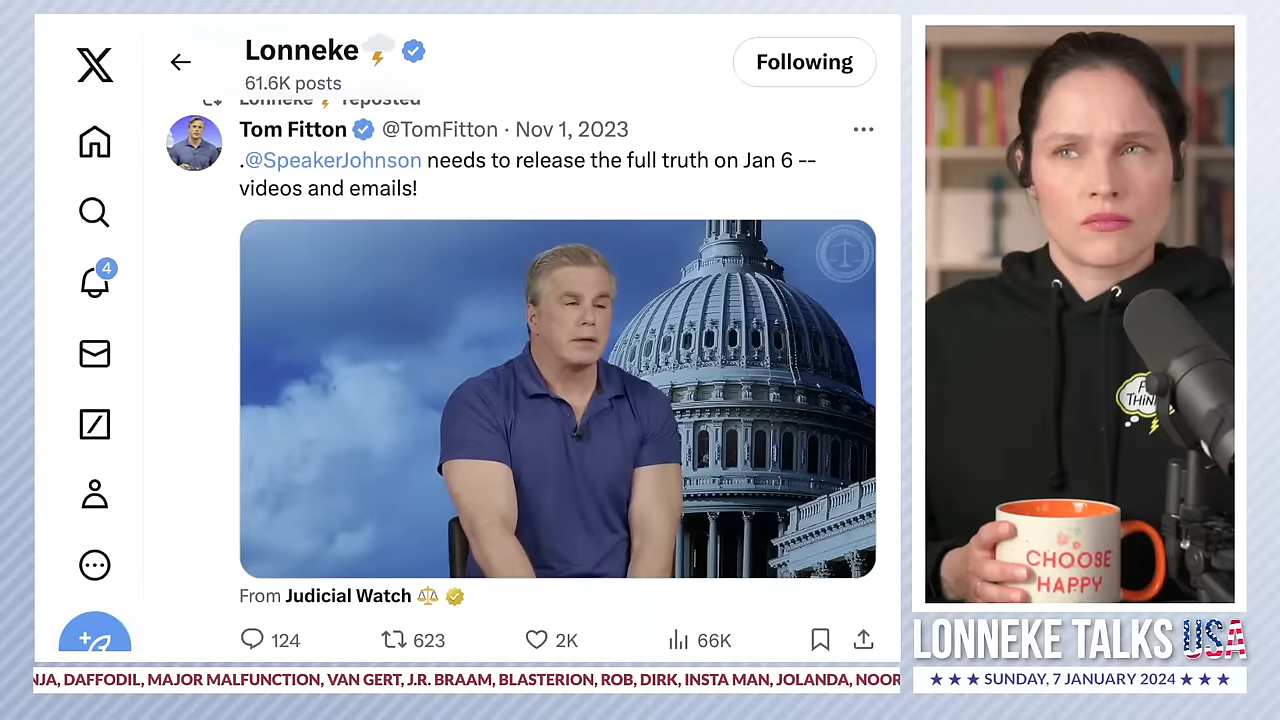 Lonneke
61.6K posts
Following
Lonneke reposted
Tom Fitton @TomFitton · Nov 1, 2023
.@SpeakerJohnson needs to release the full truth on Jan 6 --
videos and emails!
4
From Judicial Watch
124
623
2K
66K
CHOOSE
HAPPY
LONNEKE TALKS USA
NJA, DAFFODIL, MAJOR MALFUNCTION, VAN GERT, J.R. BRAAM, BLASTERION, ROB, DIRK, INSTA MAN, JOLANDA, NOOR
SUNDAY, 7 JANUARY 2024